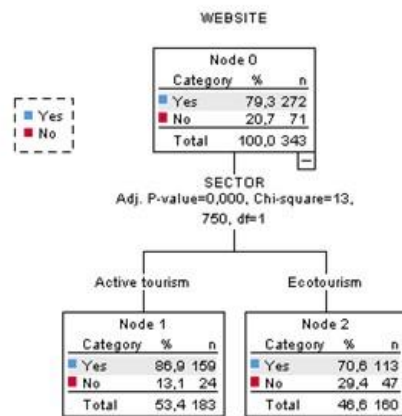 WEBSITE
Node 0
Category % n
Yes 79,3 272
No 20,7 71
Total 100,0 343
Yes
No
SECTOR
Adj. P-value=0,000, Chi-square=13,
750, df=1
Active tourism
Ecotourism
Node 1
Category % n
Yes 86,9 159
No 13,1 24
Total 53,4 183
Node 2
Category % n
Yes 70,6 113
No 29,4 47
Total 46,6 160